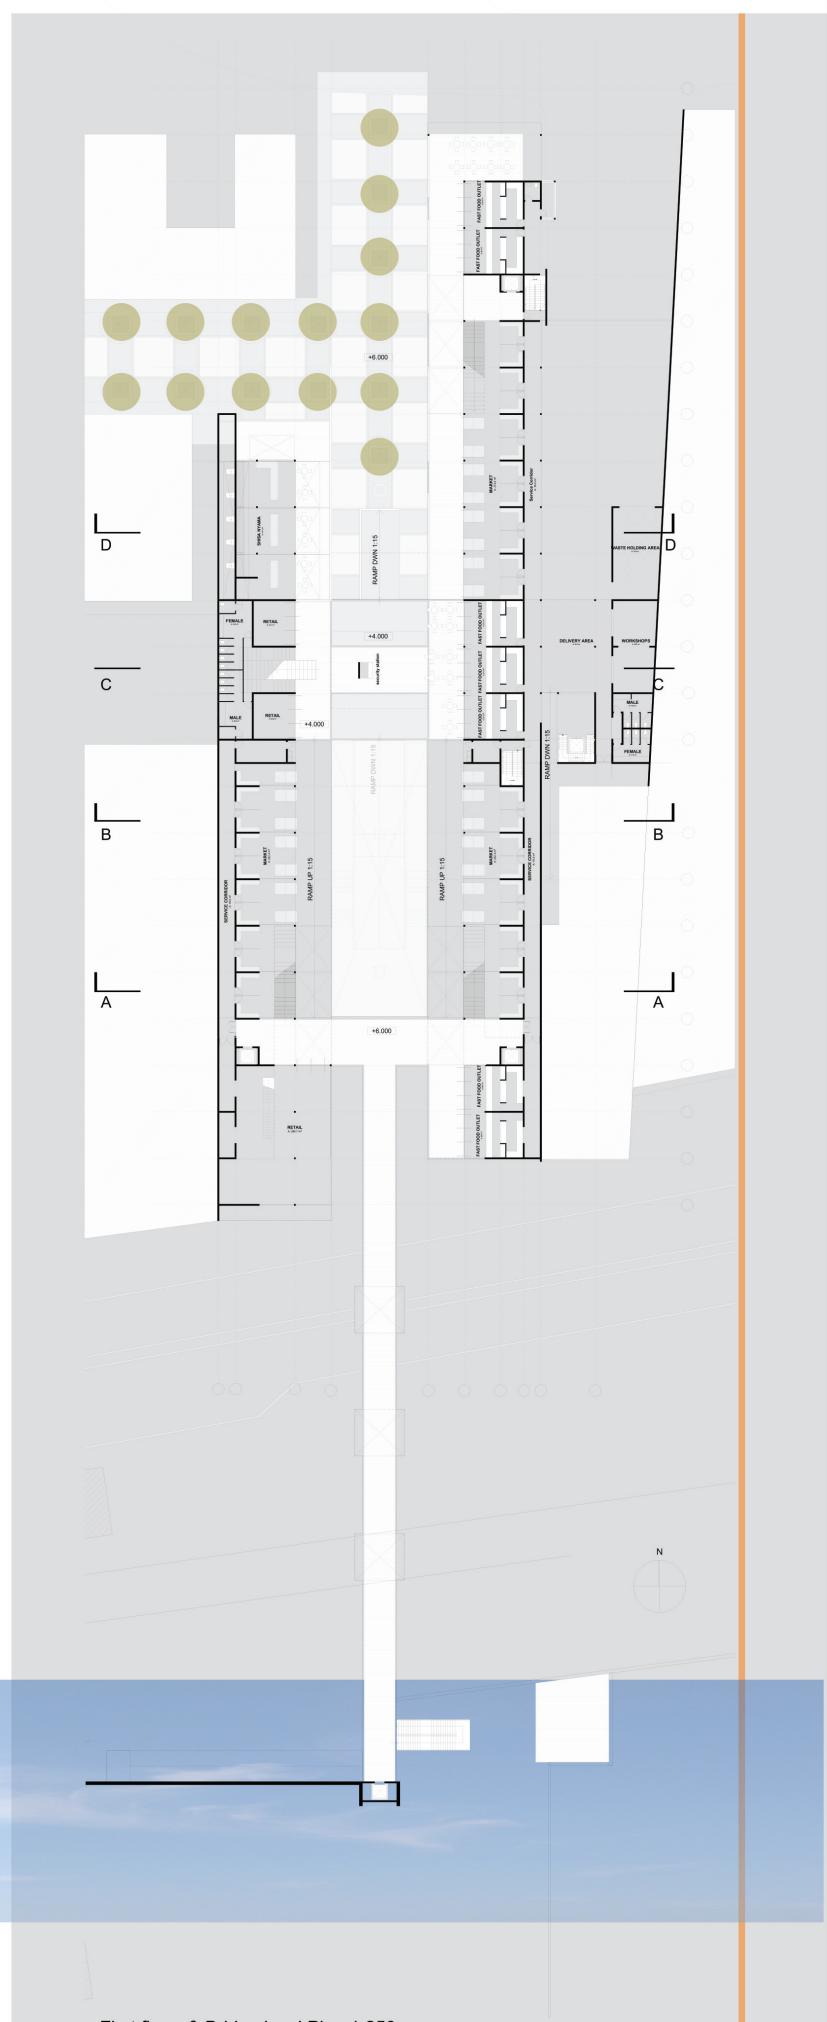 FAST FOOD OUTLET
FAST FOOD OUTLET
+6.000
MARKET
Service Corridor
SHISA NYAMA
RAMP DWN 1:15
D
D
WASTE HOLDING AREA
FEMALE
RETAIL
+4.000
FAST FOOD OUTLET
DELIVERY AREA
WORKSHOPS
security station
FAST FOOD OUTLET
C
C
MALE
RETAIL
+4.000
FAST FOOD OUTLET
MALE
FEMALE
RAMP DWN 1:15
RAMP DWN 1:15
B
B
MARKET
RAMP UP 1:15
RAMP UP 1:15
MARKET
SERVICE CORRIDOR
SERVICE CORRIDOR
A
A
+6.000
FAST FOOD OUTLET
RETAIL
FAST FOOD OUTLET
N